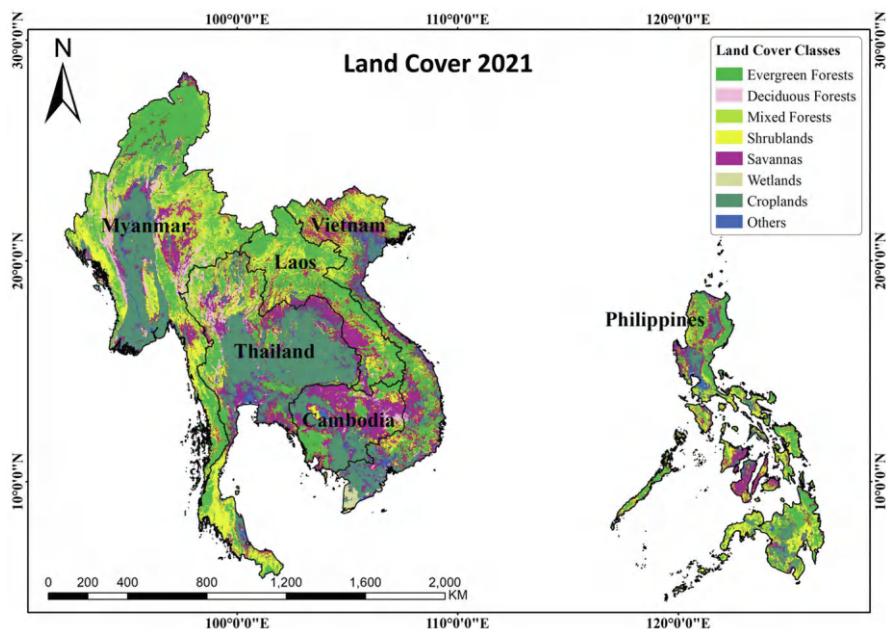 100°0'0"E 110°0'0"E 120°0'0"E
30°0'0"N
20°0'0"N
10°0'0"N
N
Land Cover 2021
Land Cover Classes
Evergreen Forests
Deciduous Forests
Mixed Forests
Shrublands
Savannas
Wetlands
Croplands
Others
Myanmar
Vietnam
Laos
Thailand
Cambodia
Philippines
30°0'0"N
20°0'0"N
10°0'0"N
0 200 400 800 1,200 1,600 2,000
KM
100°0'0"E 110°0'0"E 120°0'0"E